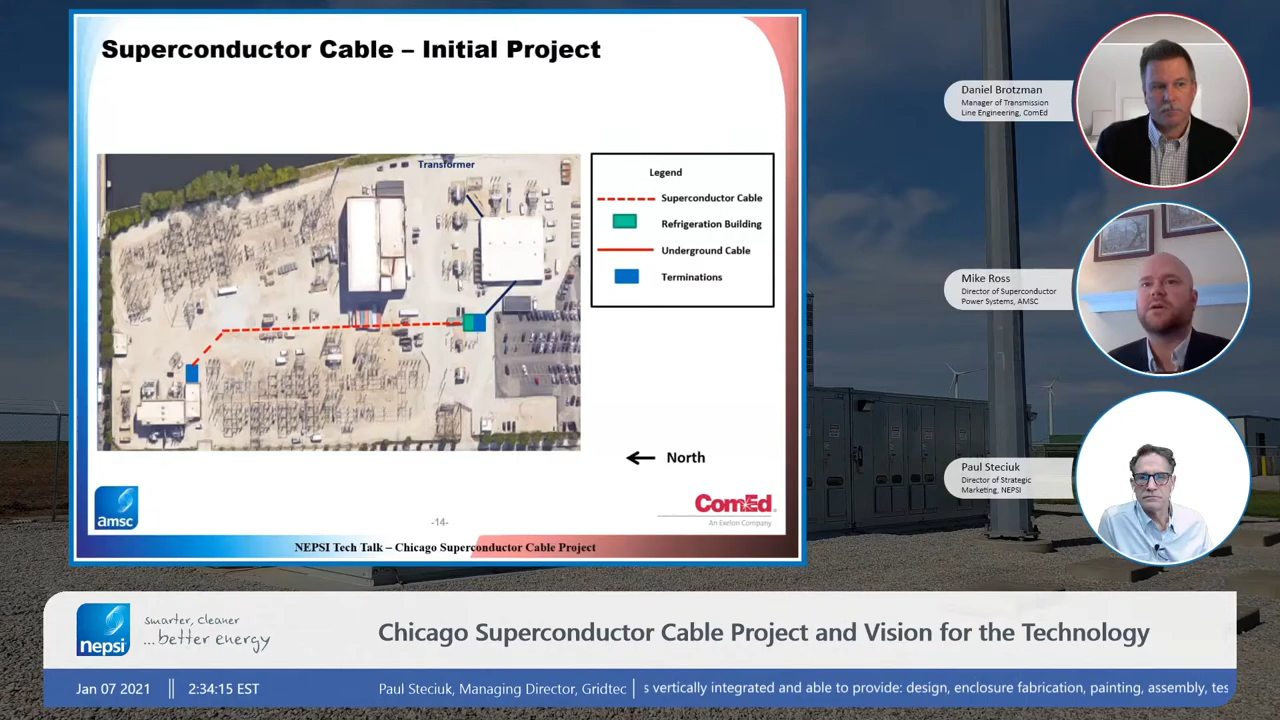 Superconductor Cable – Initial Project
Transformer
Legend
Superconductor Cable
Refrigeration Building
Underground Cable
Terminations
North
amsc
-14-
ComEd
An Exelon Company
NEPSI Tech Talk – Chicago Superconductor Cable Project
Daniel Brotzman
Manager of Transmission
Line Engineering, ComEd
Mike Ross
Director of Superconductor
Power Systems, AMSC
Paul Steciuk
Director of Strategic
Marketing, NEPSI
nepsi
smarter, cleaner
...better energy
Chicago Superconductor Cable Project and Vision for the Technology
Jan 07 2021 || 2:34:15 EST
Paul Steciuk, Managing Director, Gridtec | s vertically integrated and able to provide: design, enclosure fabrication, painting, assembly, tes